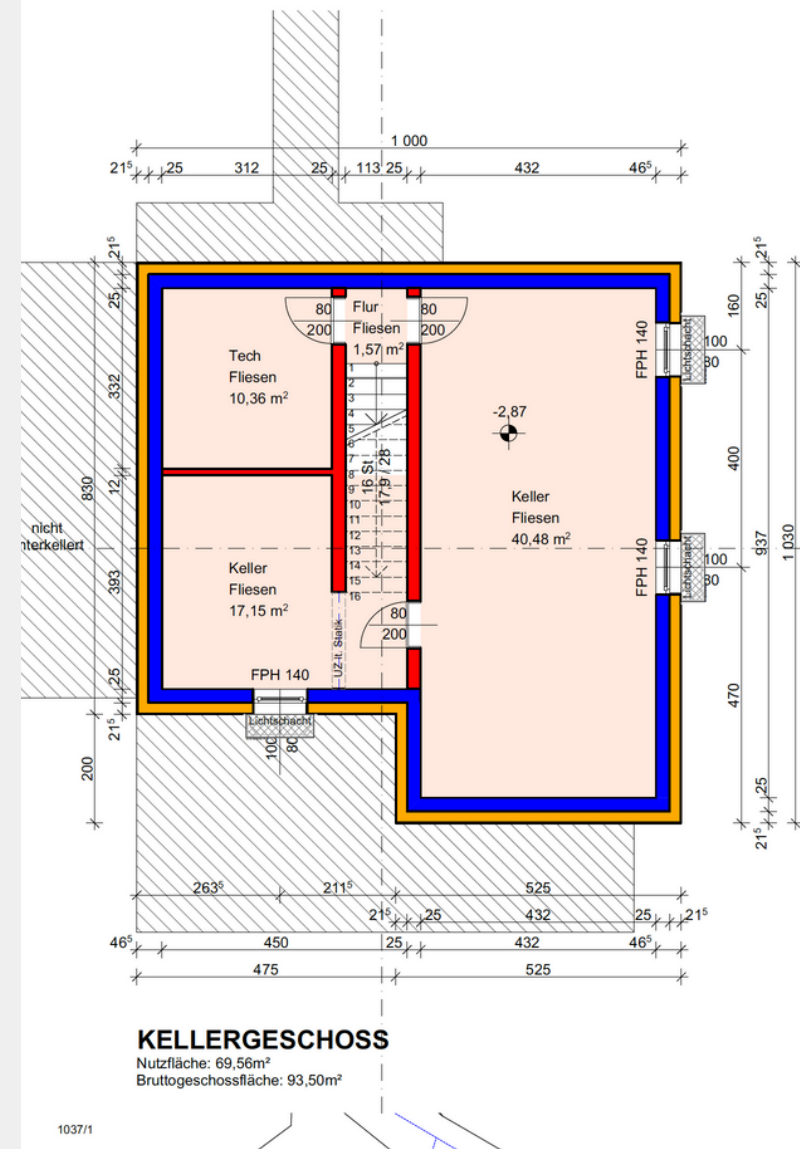 1 000
21⁵ 25 312 25 113 25 432 46⁵
21⁵
25
332
12
393
25
21⁵
830
200
nicht
nterkellert
80
200
Flur
Fliesen
1,57 m²
80
200
Tech
Fliesen
10,36 m²
1
2
3
4
5
6
7
8
9
10
11
12
13
14
15
16
16 St
17,9 / 28
-2,87
Keller
Fliesen
40,48 m²
Keller
Fliesen
17,15 m²
UZ lt. Statik
80
200
FPH 140
Lichtschacht
100
80
FPH 140
Lichtschacht
100
80
FPH 140
Lichtschacht
100
80
160
400
470
21⁵
25
937
25
21⁵
1 030
263⁵ 211⁵ 525
21⁵ 25 432 25 21⁵
46⁵ 450 25 432 46⁵
475 525
KELLERGESCHOSS
Nutzfläche: 69,56m²
Bruttogeschossfläche: 93,50m²
1037/1